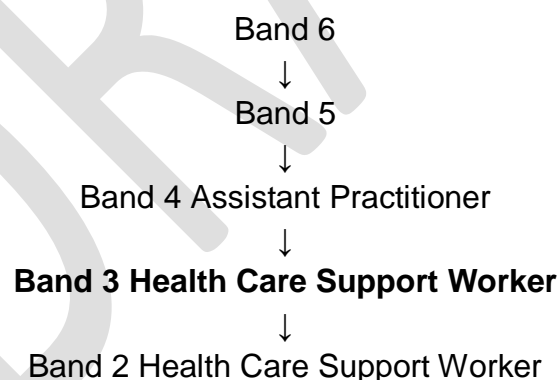 Band 6
↓
Band 5
↓
Band 4 Assistant Practitioner
↓
Band 3 Health Care Support Worker
↓
Band 2 Health Care Support Worker